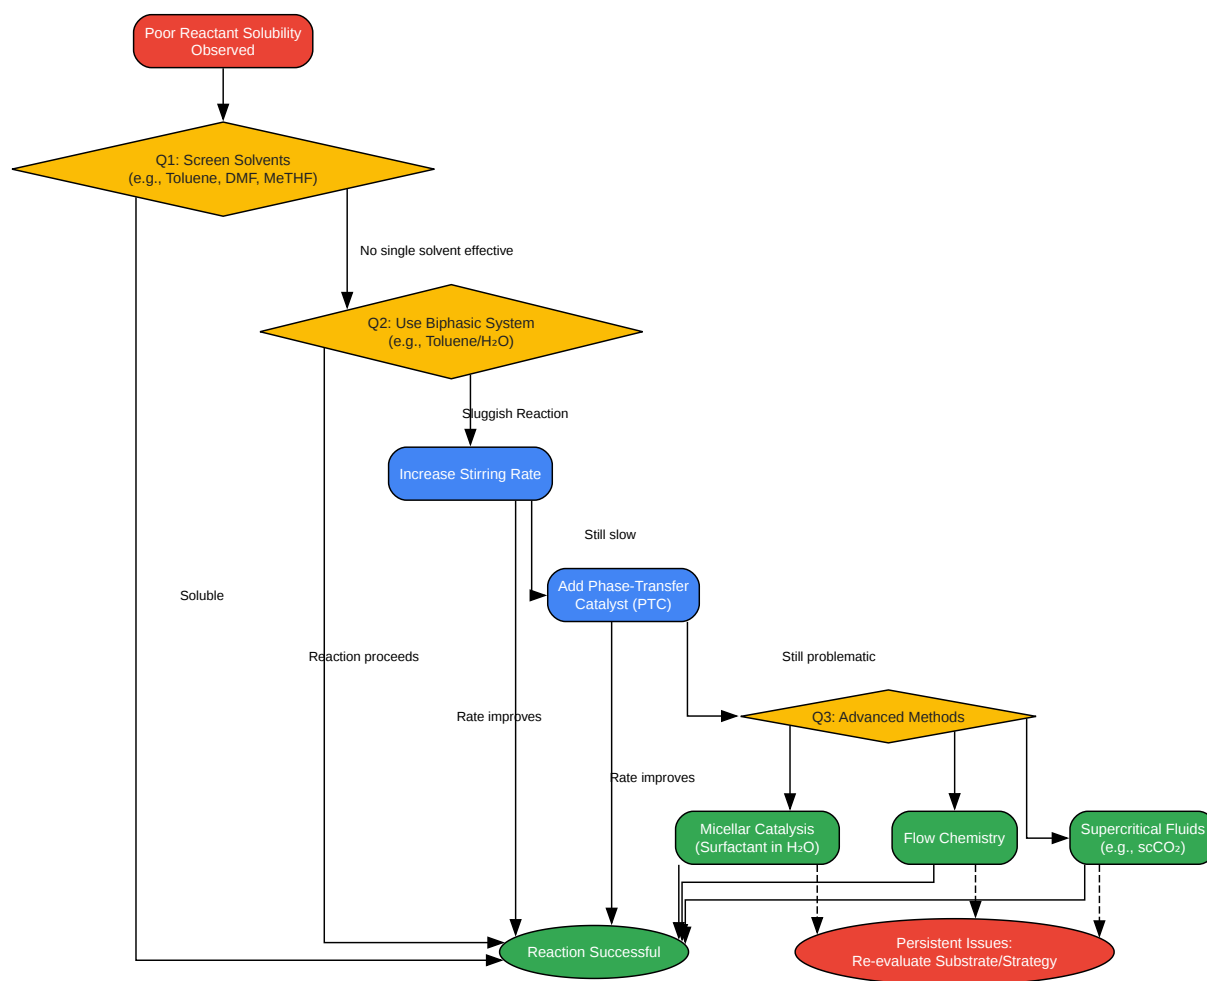 Poor Reactant Solubility
Observed
Q1: Screen Solvents
(e.g., Toluene, DMF, MeTHF)
No single solvent effective
Q2: Use Biphasic System
(e.g., Toluene/H₂O)
Sluggish Reaction
Increase Stirring Rate
Still slow
Add Phase-Transfer
Catalyst (PTC)
Soluble
Reaction proceeds
Still problematic
Rate improves
Q3: Advanced Methods
Rate improves
Micellar Catalysis
(Surfactant in H₂O)
Flow Chemistry
Supercritical Fluids
(e.g., scCO₂)
Reaction Successful
Persistent Issues:
Re-evaluate Substrate/Strategy